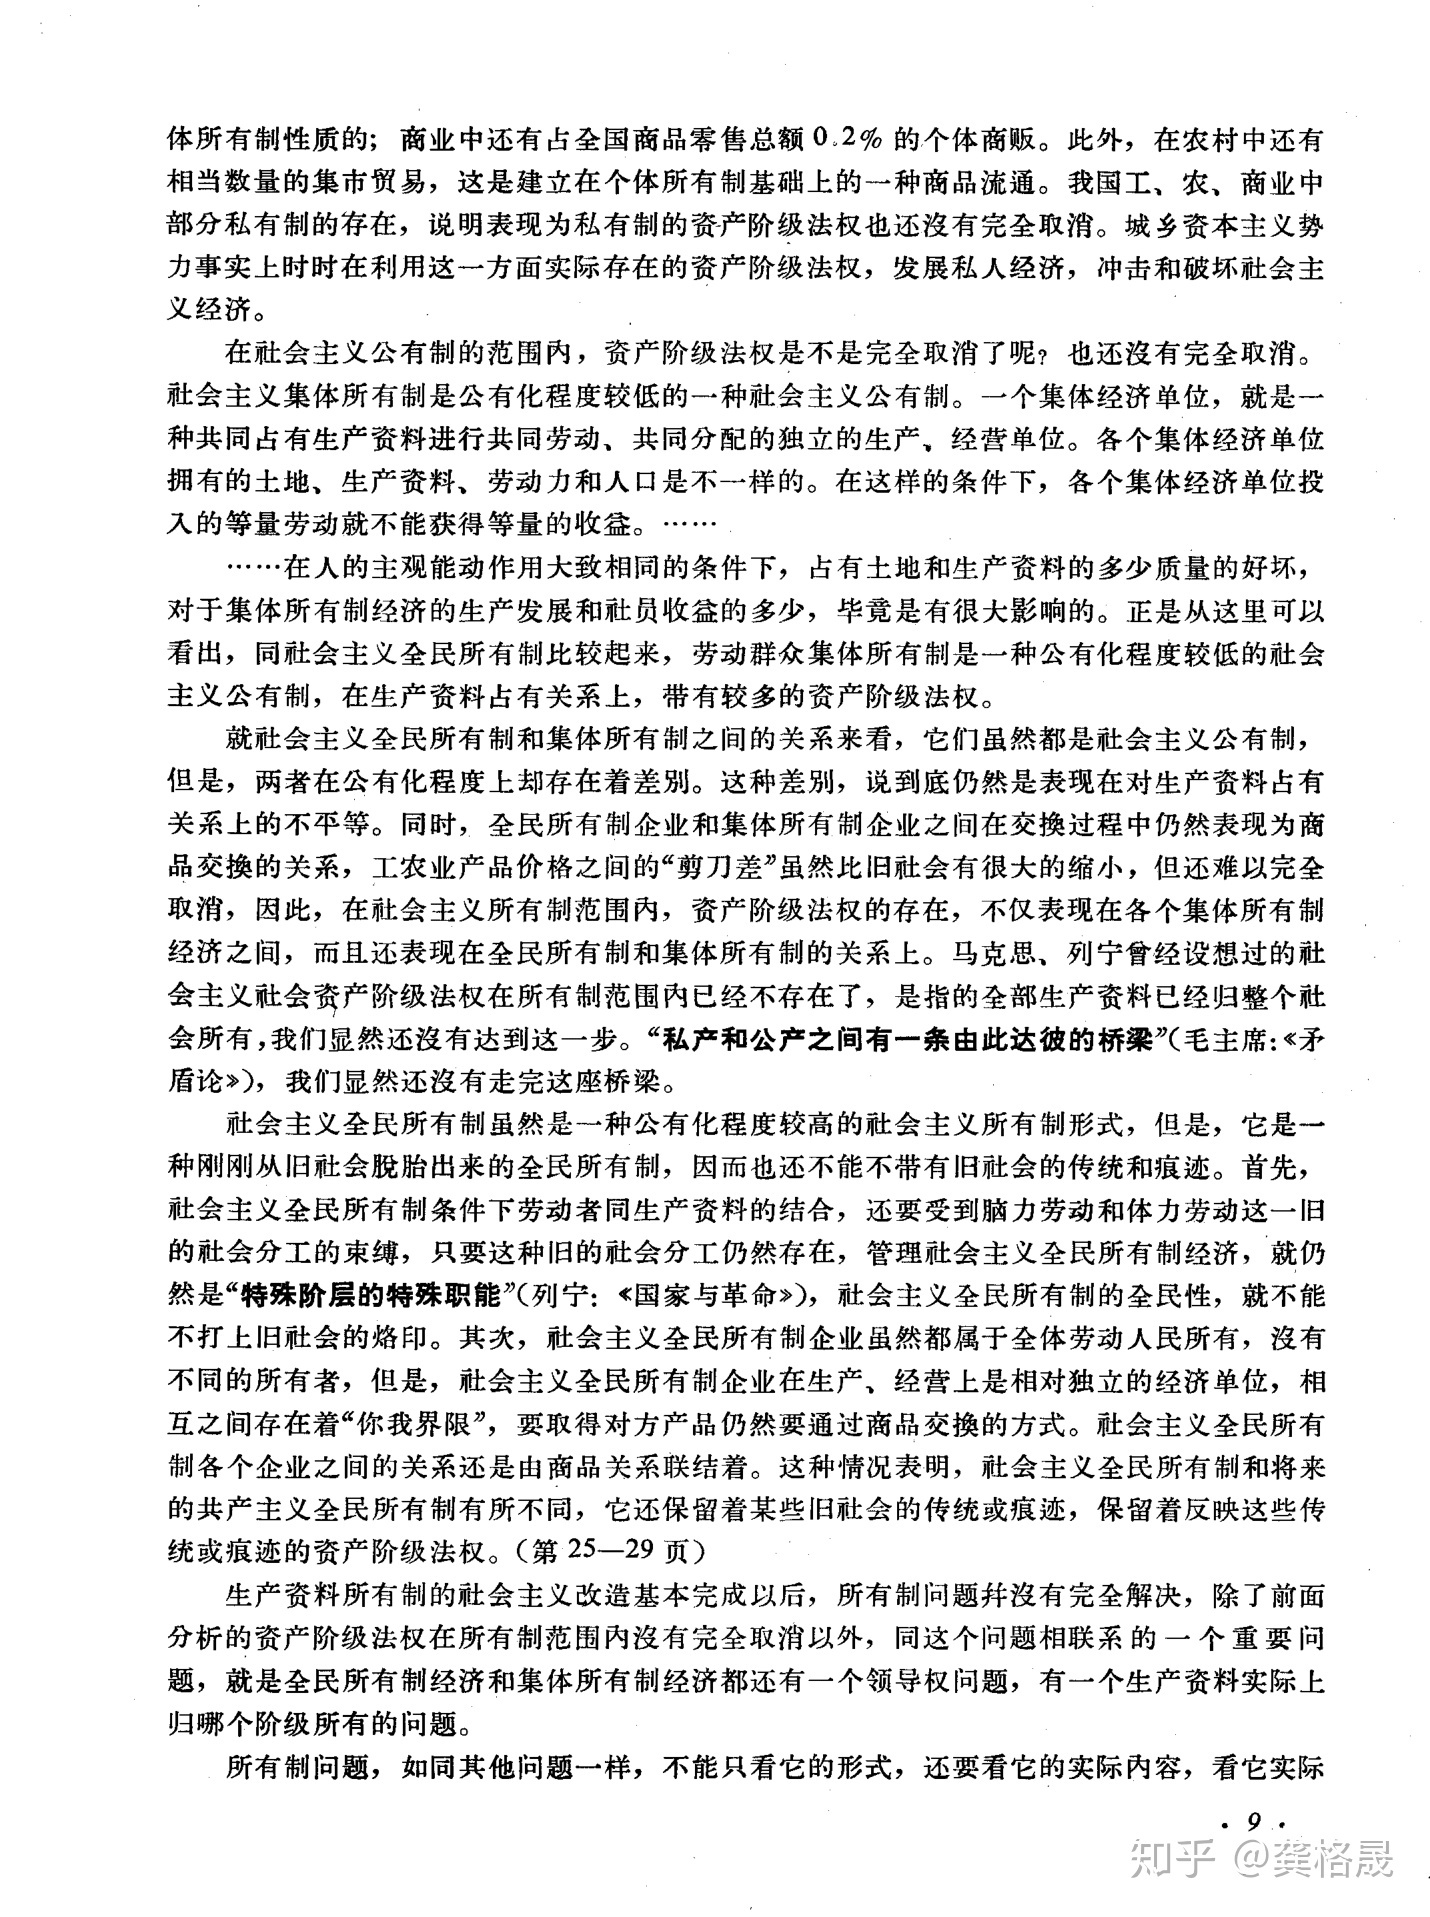 体所有制性质的；商业中还有占全国商品零售总额0.2%的个体商贩。此外，在农村中还有
相当数量的集市贸易，这是建立在个体所有制基础上的一种商品流通。我国工、农、商业中
部分私有制的存在，说明表现为私有制的资产阶级法权也还沒有完全取消。城乡资本主义势
力事实上时时在利用这一方面实际存在的资产阶级法权，发展私人经济，冲击和破坏社会主
义经济。
在社会主义公有制的范围内，资产阶级法权是不是完全取消了呢？也还沒有完全取消。
社会主义集体所有制是公有化程度较低的一种社会主义公有制。一个集体经济单位，就是一
种共同占有生产资料进行共同劳动、共同分配的独立的生产、经营单位。各个集体经济单位
拥有的土地、生产资料、劳动力和人口是不一样的。在这样的条件下，各个集体经济单位投
入的等量劳动就不能获得等量的收益。……
……在人的主观能动作用大致相同的条件下，占有土地和生产资料的多少质量的好坏，
对于集体所有制经济的生产发展和社员收益的多少，毕竟是有很大影响的。正是从这里可以
看出，同社会主义全民所有制比较起来，劳动群众集体所有制是一种公有化程度较低的社会
主义公有制，在生产资料占有关系上，带有较多的资产阶级法权。
就社会主义全民所有制和集体所有制之间的关系来看，它们虽然都是社会主义公有制，
但是，两者在公有化程度上却存在着差别。这种差别，说到底仍然是表现在对生产资料占有
关系上的不平等。同时，全民所有制企业和集体所有制企业之间在交换过程中仍然表现为商
品交换的关系，工农业产品价格之间的“剪刀差”虽然比旧社会有很大的缩小，但还难以完全
取消，因此，在社会主义所有制范围内，资产阶级法权的存在，不仅表现在各个集体所有制
经济之间，而且还表现在全民所有制和集体所有制的关系上。马克思、列宁曾经设想过的社
会主义社会资产阶级法权在所有制范围内已经不存在了，是指的全部生产资料已经归整个社
会所有，我们显然还沒有达到这一步。“私产和公产之间有一条由此达彼的桥梁”（毛主席：《矛
盾论》），我们显然还沒有走完这座桥梁。
社会主义全民所有制虽然是一种公有化程度较高的社会主义所有制形式，但是，它是一
种刚刚从旧社会脱胎出来的全民所有制，因而也还不能不带有旧社会的传统和痕迹。首先，
社会主义全民所有制条件下劳动者同生产资料的结合，还要受到脑力劳动和体力劳动这一旧
的社会分工的束缚，只要这种旧的社会分工仍然存在，管理社会主义全民所有制经济，就仍
然是“特殊阶层的特殊职能”（列宁：《国家与革命》），社会主义全民所有制的全民性，就不能
不打上旧社会的烙印。其次，社会主义全民所有制企业虽然都属于全体劳动人民所有，沒有
不同的所有者，但是，社会主义全民所有制企业在生产、经营上是相对独立的经济单位，相
互之间存在着“你我界限”，要取得对方产品仍然要通过商品交换的方式。社会主义全民所有
制各个企业之间的关系还是由商品关系联结着。这种情况表明，社会主义全民所有制和将来
的共产主义全民所有制有所不同，它还保留着某些旧社会的传统或痕迹，保留着反映这些传
统或痕迹的资产阶级法权。（第25—29页）
生产资料所有制的社会主义改造基本完成以后，所有制问题幷沒有完全解决，除了前面
分析的资产阶级法权在所有制范围内沒有完全取消以外，同这个问题相联系的一个重要问
题，就是全民所有制经济和集体所有制经济都还有一个领导权问题，有一个生产资料实际上
归哪个阶级所有的问题。
所有制问题，如同其他问题一样，不能只看它的形式，还要看它的实际内容，看它实际
· 9 ·
知乎 @龚格晟